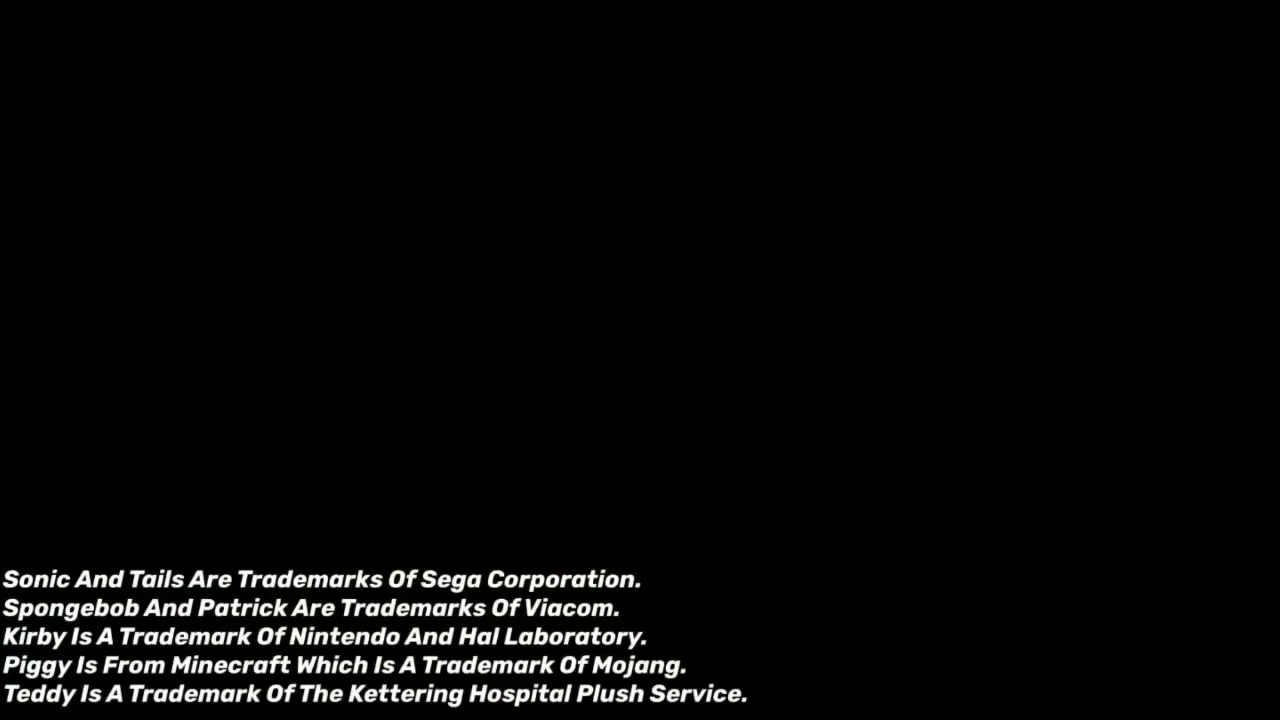 Sonic And Tails Are Trademarks Of Sega Corporation.
Spongebob And Patrick Are Trademarks Of Viacom.
Kirby Is A Trademark Of Nintendo And Hal Laboratory.
Piggy Is From Minecraft Which Is A Trademark Of Mojang.
Teddy Is A Trademark Of The Kettering Hospital Plush Service.